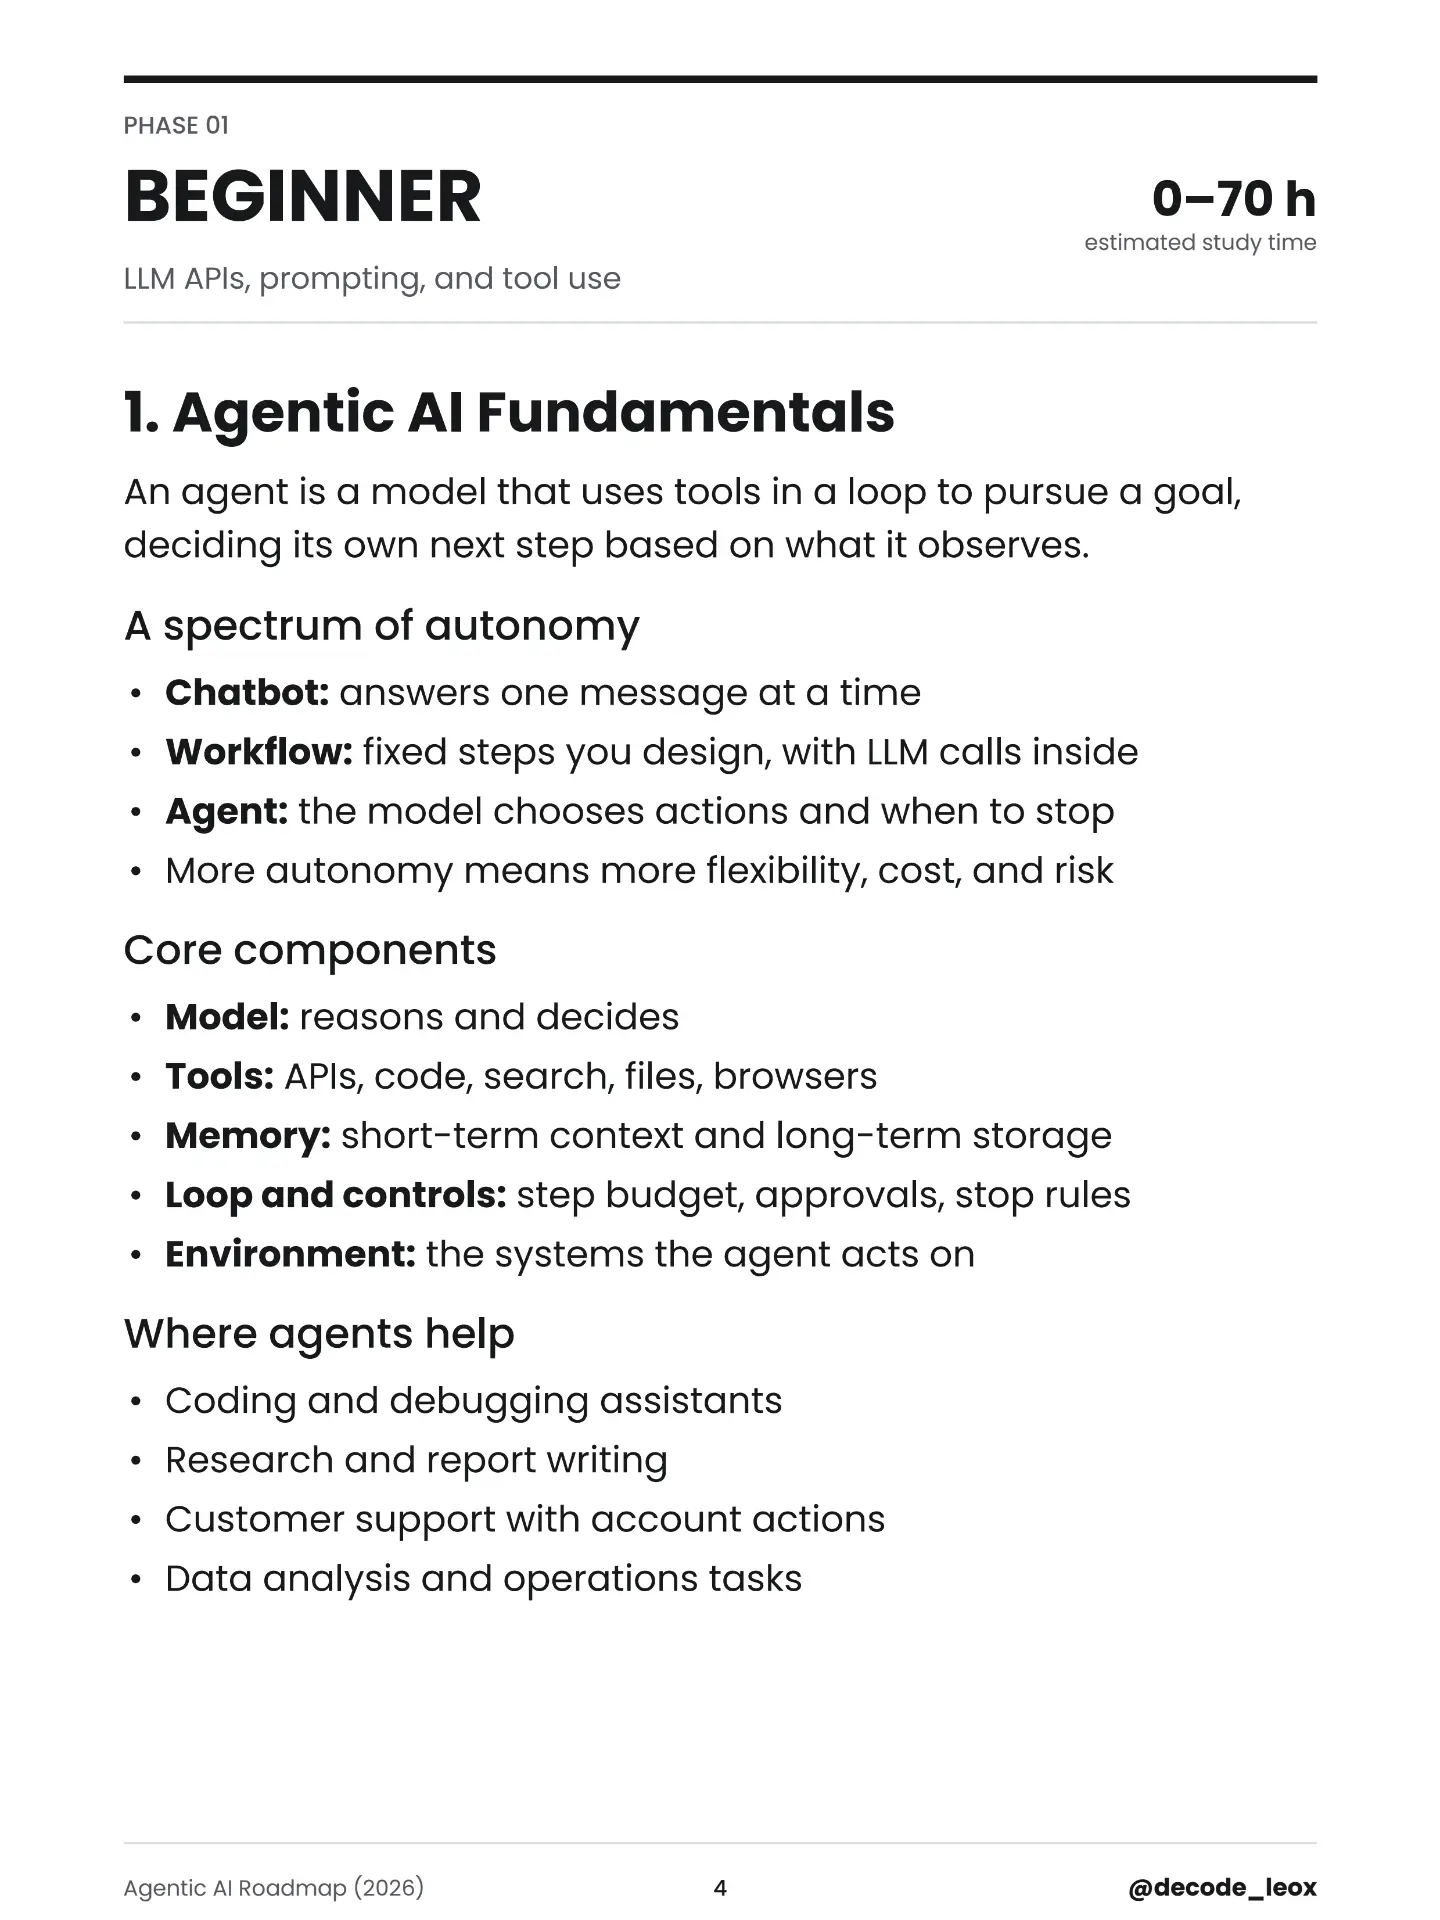 PHASE 01
BEGINNER
0–70 h
estimated study time
LLM APIs, prompting, and tool use
1. Agentic AI Fundamentals
An agent is a model that uses tools in a loop to pursue a goal,
deciding its own next step based on what it observes.
A spectrum of autonomy
• Chatbot: answers one message at a time
• Workflow: fixed steps you design, with LLM calls inside
• Agent: the model chooses actions and when to stop
• More autonomy means more flexibility, cost, and risk
Core components
• Model: reasons and decides
• Tools: APIs, code, search, files, browsers
• Memory: short-term context and long-term storage
• Loop and controls: step budget, approvals, stop rules
• Environment: the systems the agent acts on
Where agents help
• Coding and debugging assistants
• Research and report writing
• Customer support with account actions
• Data analysis and operations tasks
Agentic AI Roadmap (2026)
4
@decode_leox